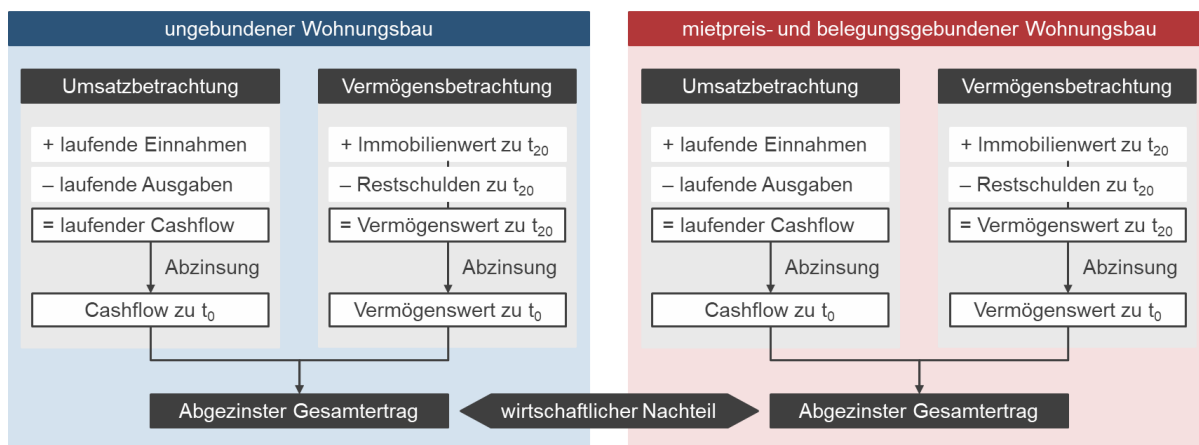 ungebundener Wohnungsbau
Umsatzbetrachtung
+ laufende Einnahmen
– laufende Ausgaben
= laufender Cashflow
Abzinsung
Cashflow zu t₀
Vermögensbetrachtung
+ Immobilienwert zu t₂₀
– Restschulden zu t₂₀
= Vermögenswert zu t₂₀
Abzinsung
Vermögenswert zu t₀
Abgezinster Gesamtertrag
wirtschaftlicher Nachteil
mietpreis- und belegungsgebundener Wohnungsbau
Umsatzbetrachtung
+ laufende Einnahmen
– laufende Ausgaben
= laufender Cashflow
Abzinsung
Cashflow zu t₀
Vermögensbetrachtung
+ Immobilienwert zu t₂₀
– Restschulden zu t₂₀
= Vermögenswert zu t₂₀
Abzinsung
Vermögenswert zu t₀
Abgezinster Gesamtertrag